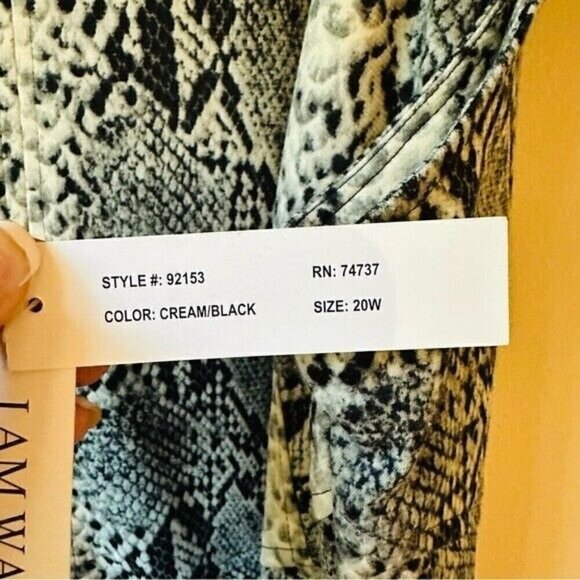 STYLE #: 92153 RN: 74737
COLOR: CREAM/BLACK SIZE: 20W